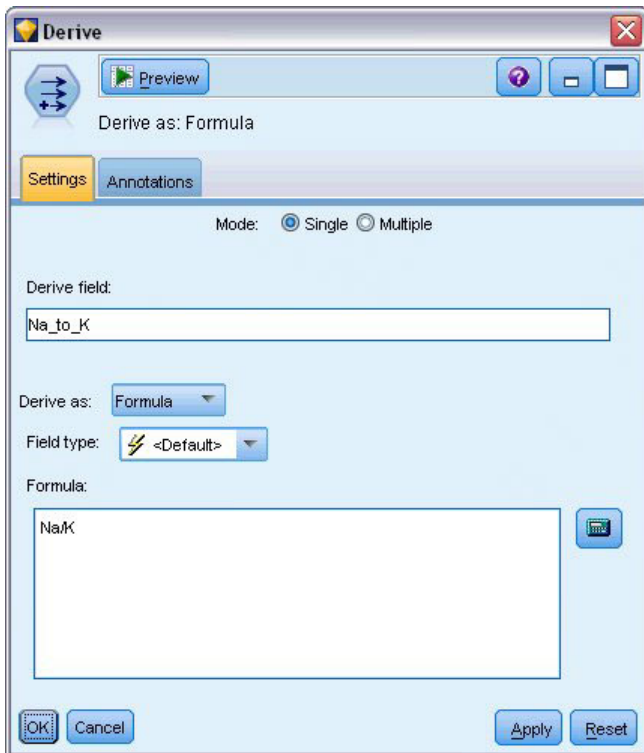 Derive
Preview
Derive as: Formula
Settings Annotations
Mode: Single Multiple
Derive field:
Na_to_K
Derive as: Formula
Field type: <Default>
Formula:
Na/K
OK Cancel Apply Reset